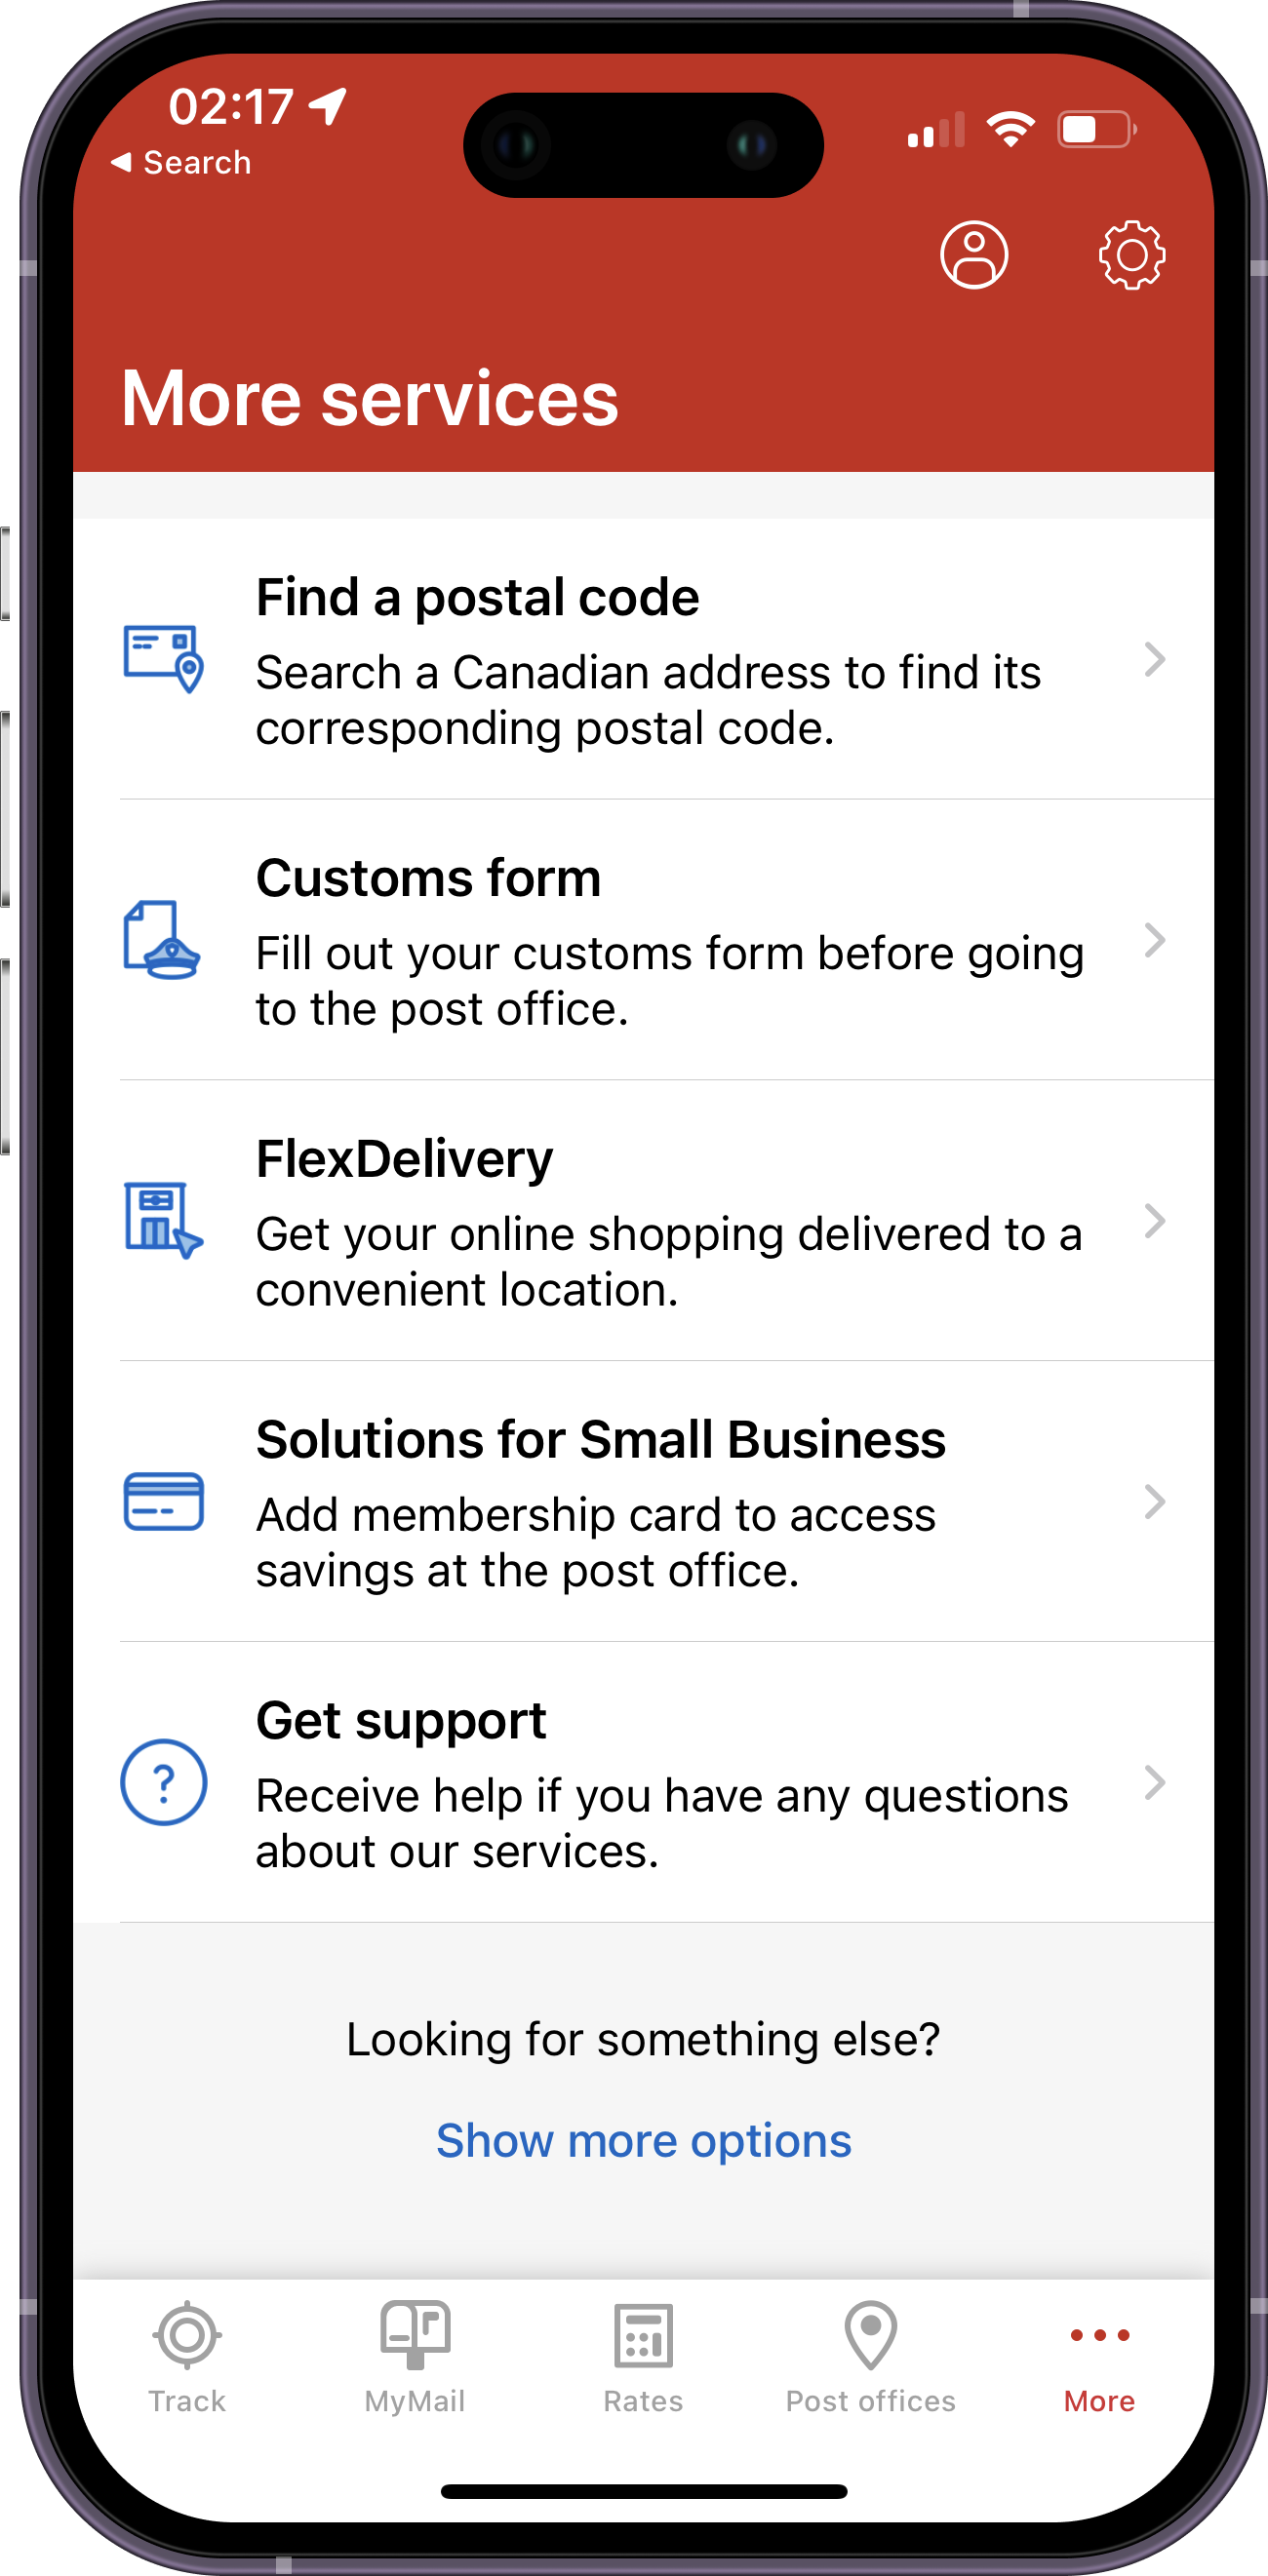 02:17
Search
More services
Find a postal code
Search a Canadian address to find its
corresponding postal code.
Customs form
Fill out your customs form before going
to the post office.
FlexDelivery
Get your online shopping delivered to a
convenient location.
Solutions for Small Business
Add membership card to access
savings at the post office.
Get support
Receive help if you have any questions
about our services.
Looking for something else?
Show more options
Track
MyMail
Rates
Post offices
More